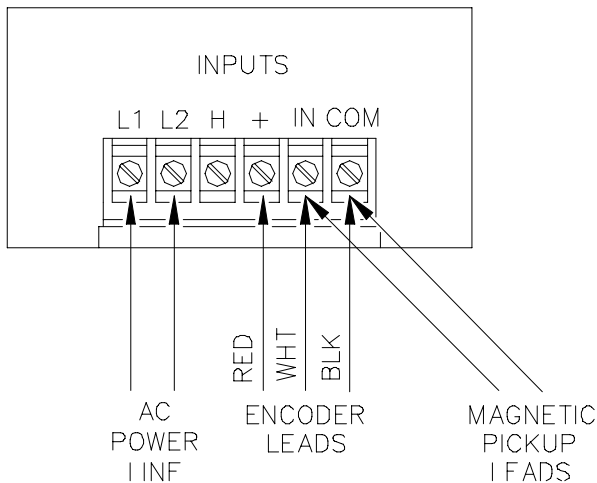 INPUTS
L1 L2 H + IN COM
RED
WHT
BLK
AC
POWER
LINE
ENCODER
LEADS
MAGNETIC
PICKUP
LEADS